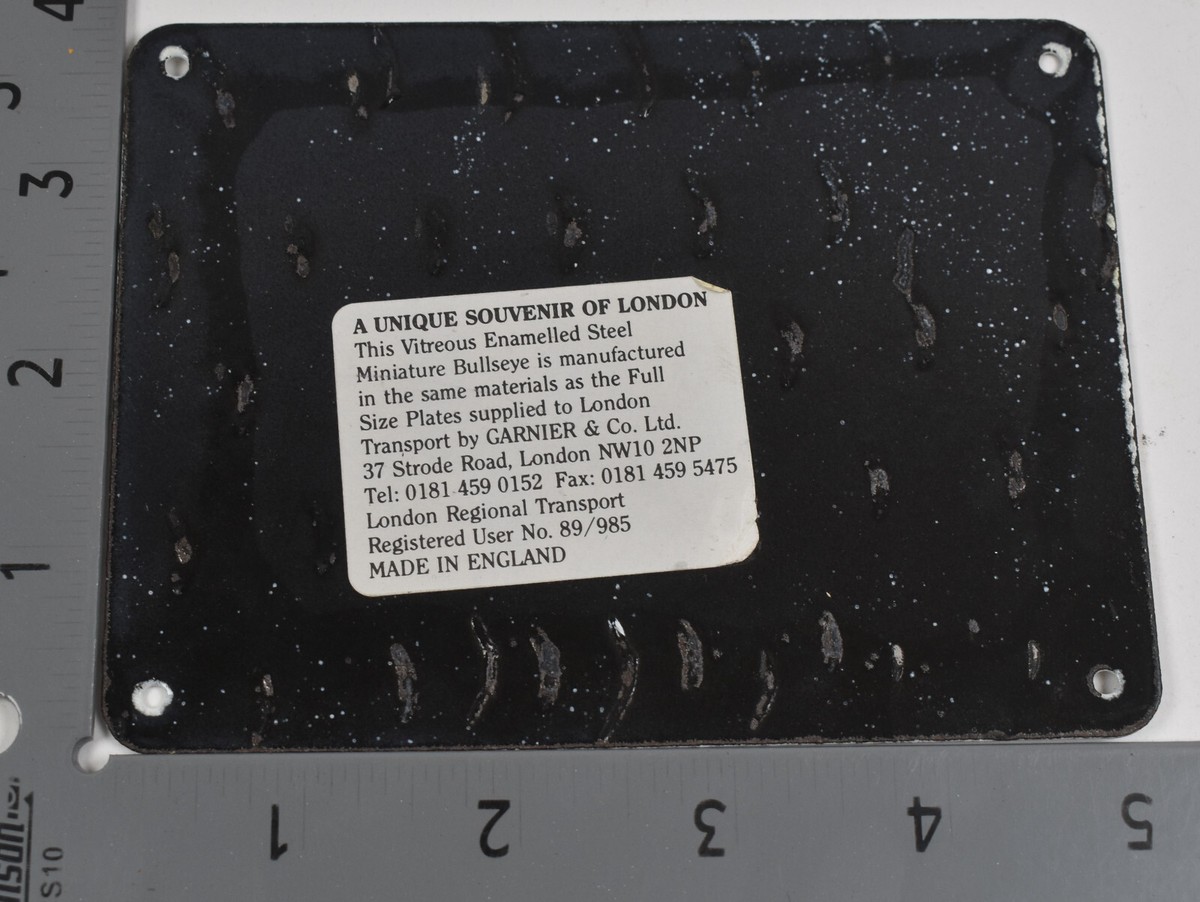 A UNIQUE SOUVENIR OF LONDON
This Vitreous Enamelled Steel
Miniature Bullseye is manufactured
in the same materials as the Full
Size Plates supplied to London
Transport by GARNIER & Co. Ltd.
37 Strode Road, London NW10 2NP
Tel: 0181 459 0152 Fax: 0181 459 5475
London Regional Transport
Registered User No. 89/985
MADE IN ENGLAND
4
3
2
1
1
2
3
4
5
S10